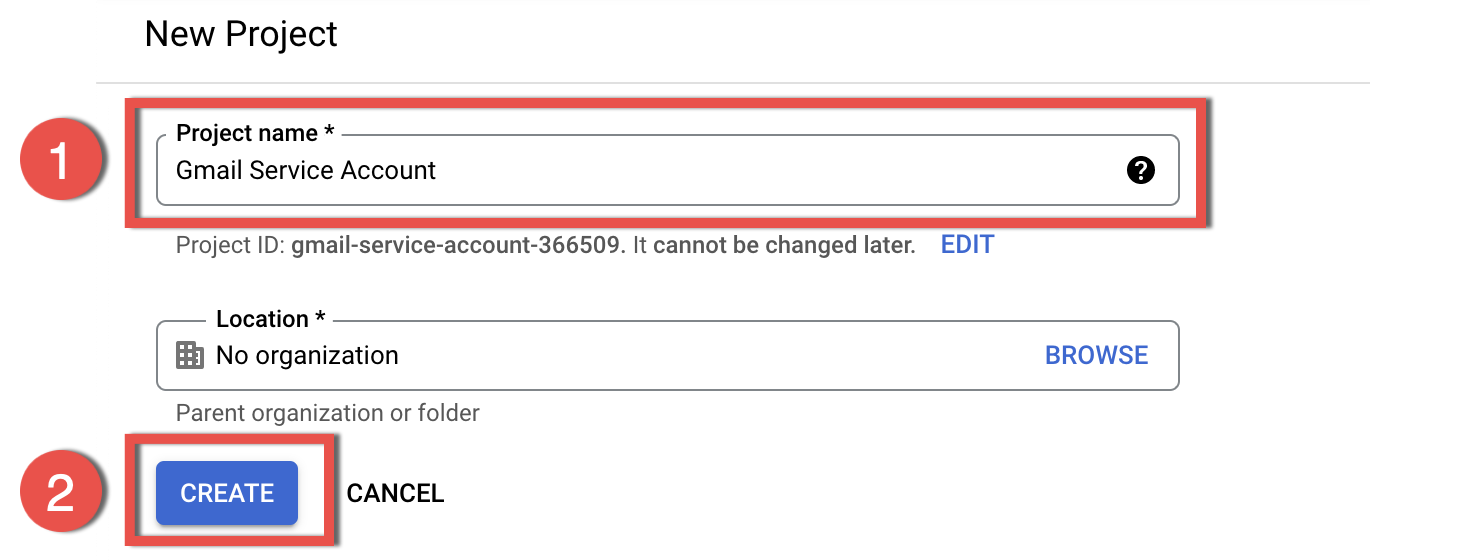 New Project
1
Project name *
Gmail Service Account
?
Project ID: gmail-service-account-366509. It cannot be changed later. EDIT
Location *
No organization BROWSE
Parent organization or folder
2
CREATE CANCEL